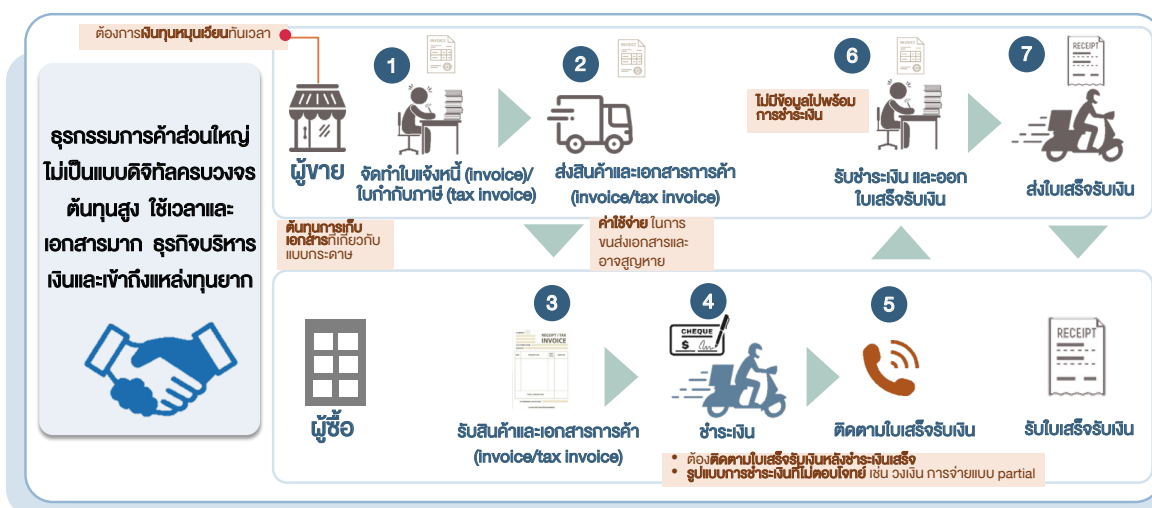 ต้องการเงินทุนหมุนเวียนทันเวลา
ธุรกรรมการค้าส่วนใหญ่
ไม่เป็นแบบดิจิทัลครบวงจร
ต้นทุนสูง ใช้เวลาและ
เอกสารมาก ธุรกิจบริหาร
เงินและเข้าถึงแหล่งทุนยาก
ผู้ขาย
1
INVOICE
จัดทำใบแจ้งหนี้ (invoice)/
ใบกำกับภาษี (tax invoice)
2
INVOICE
ส่งสินค้าและเอกสารการค้า
(invoice/tax invoice)
6
INVOICE
ไม่มีข้อมูลไปพร้อม
การชำระเงิน
รับชำระเงิน และออก
ใบเสร็จรับเงิน
7
RECEIPT
ส่งใบเสร็จรับเงิน
ต้นทุนการเก็บ
เอกสารที่เกี่ยวกับ
แบบกระดาษ
ค่าใช้จ่าย ในการ
ขนส่งเอกสารและ
อาจสูญหาย
ผู้ซื้อ
3
RECEIPT / TAX
INVOICE
รับสินค้าและเอกสารการค้า
(invoice/tax invoice)
4
CHEQUE
$
ชำระเงิน
5
ติดตามใบเสร็จรับเงิน
RECEIPT
รับใบเสร็จรับเงิน
• ต้องติดตามใบเสร็จรับเงินหลังชำระเงินเสร็จ
• รูปแบบการชำระเงินที่ไม่ตอบโจทย์ เช่น วงเงิน การจ่ายแบบ partial